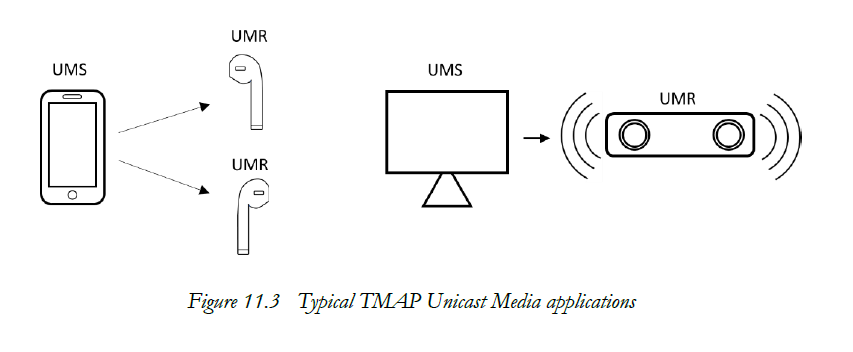 UMR
UMS
UMS
UMR
UMR
Figure 11.3 Typical TMAP Unicast Media applications